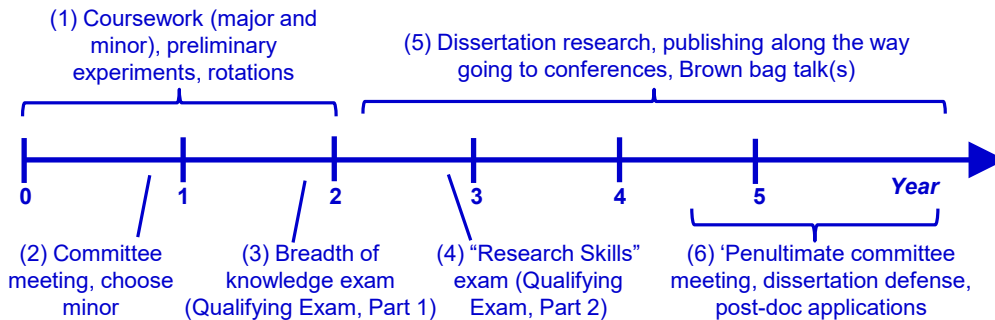 (1) Coursework (major and
minor), preliminary
experiments, rotations
(5) Dissertation research, publishing along the way
going to conferences, Brown bag talk(s)
0
1
2
3
4
5
Year
(2) Committee
meeting, choose
minor
(3) Breadth of
knowledge exam
(Qualifying Exam, Part 1)
(4) “Research Skills”
exam (Qualifying
Exam, Part 2)
(6) ‘Penultimate committee
meeting, dissertation defense,
post-doc applications